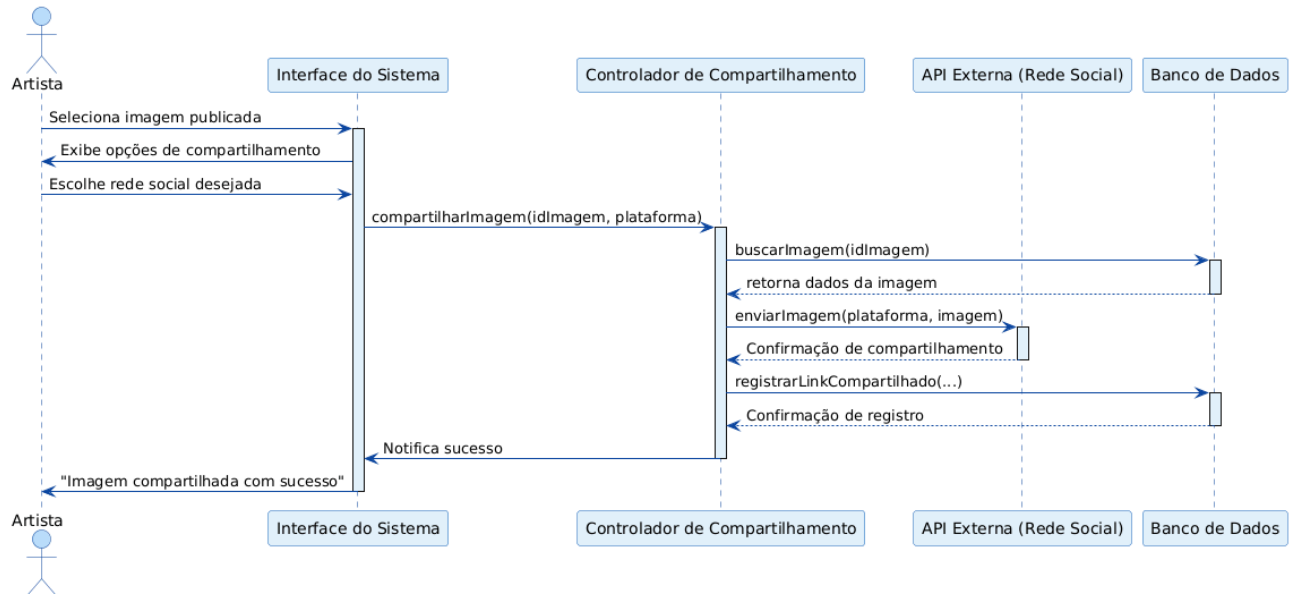 Artista
Interface do Sistema
Controlador de Compartilhamento
API Externa (Rede Social)
Banco de Dados
Seleciona imagem publicada
Exibe opções de compartilhamento
Escolhe rede social desejada
compartilharImagem(idImagem, plataforma)
buscarImagem(idImagem)
retorna dados da imagem
enviarImagem(plataforma, imagem)
Confirmação de compartilhamento
registrarLinkCompartilhado(...)
Confirmação de registro
Notifica sucesso
"Imagem compartilhada com sucesso"
Artista
Interface do Sistema
Controlador de Compartilhamento
API Externa (Rede Social)
Banco de Dados